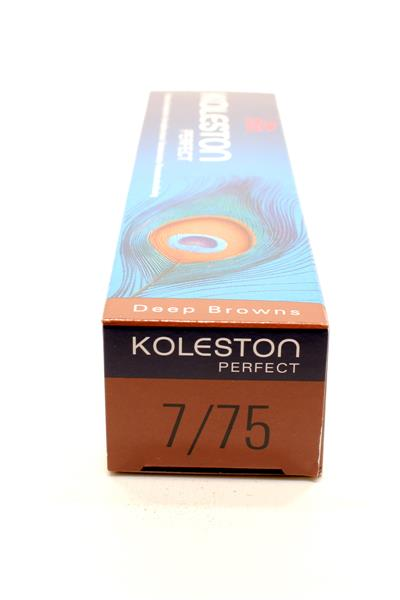 KOLESTON
PERFECT
Deep Browns
KOLESTON
PERFECT
7/75